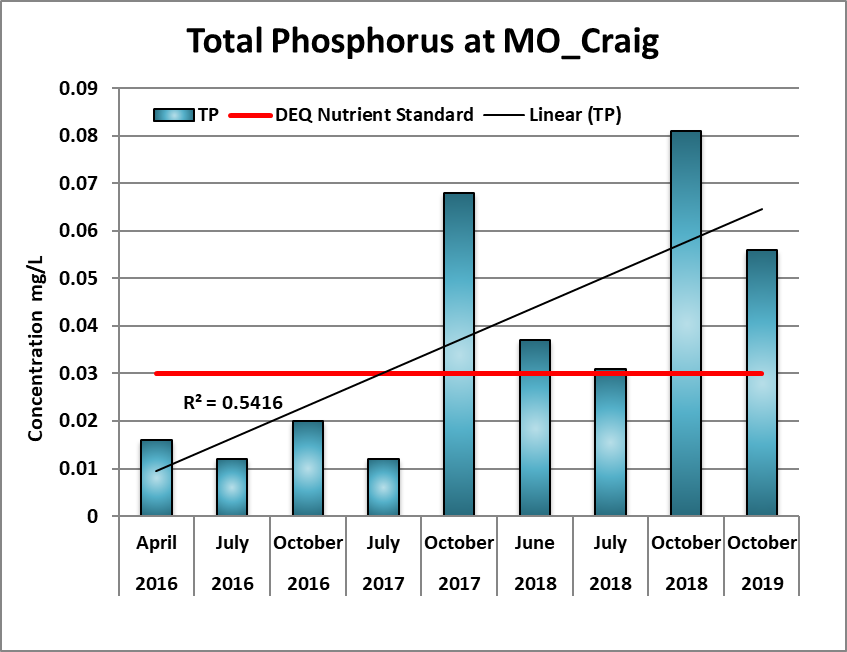 Total Phosphorus at MO_Craig
TP DEQ Nutrient Standard Linear (TP)
Concentration mg/L
0.09
0.08
0.07
0.06
0.05
0.04
0.03
0.02
0.01
0
R² = 0.5416
April July October July October June July October October
2016 2016 2016 2017 2017 2018 2018 2018 2019